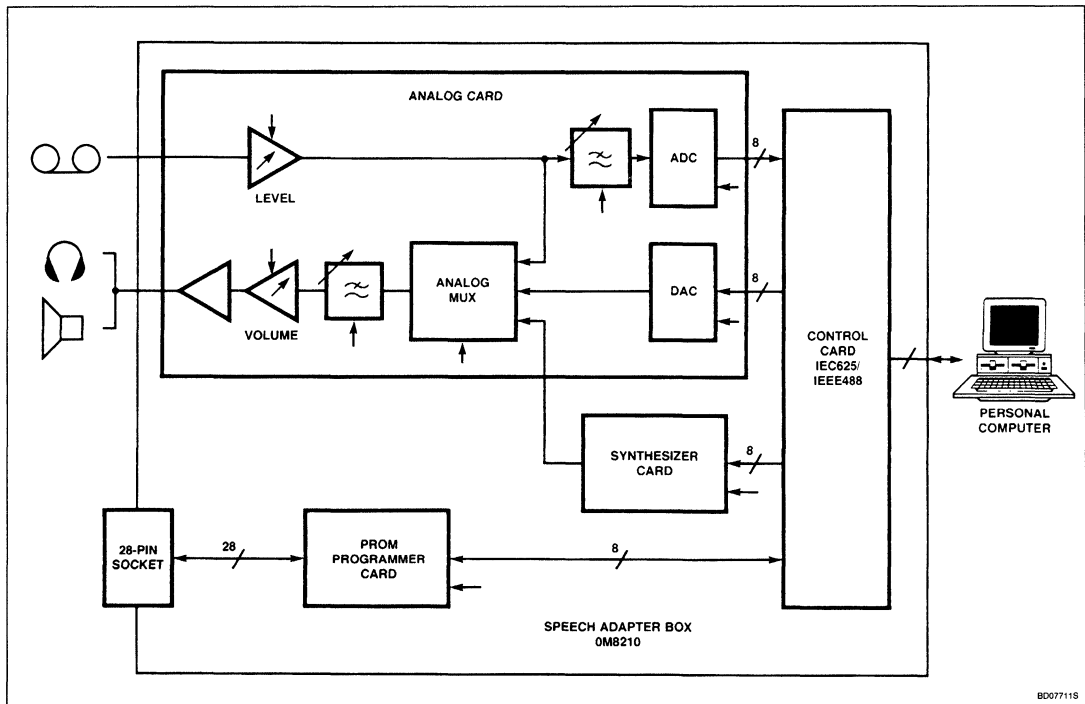 ANALOG CARD
LEVEL
ADC
8
VOLUME
ANALOG
MUX
DAC
8
CONTROL
CARD
IEC625/
IEEE488
PERSONAL
COMPUTER
SYNTHESIZER
CARD
8
28-PIN
SOCKET
28
PROM
PROGRAMMER
CARD
8
SPEECH ADAPTER BOX
0M8210
BD07711S